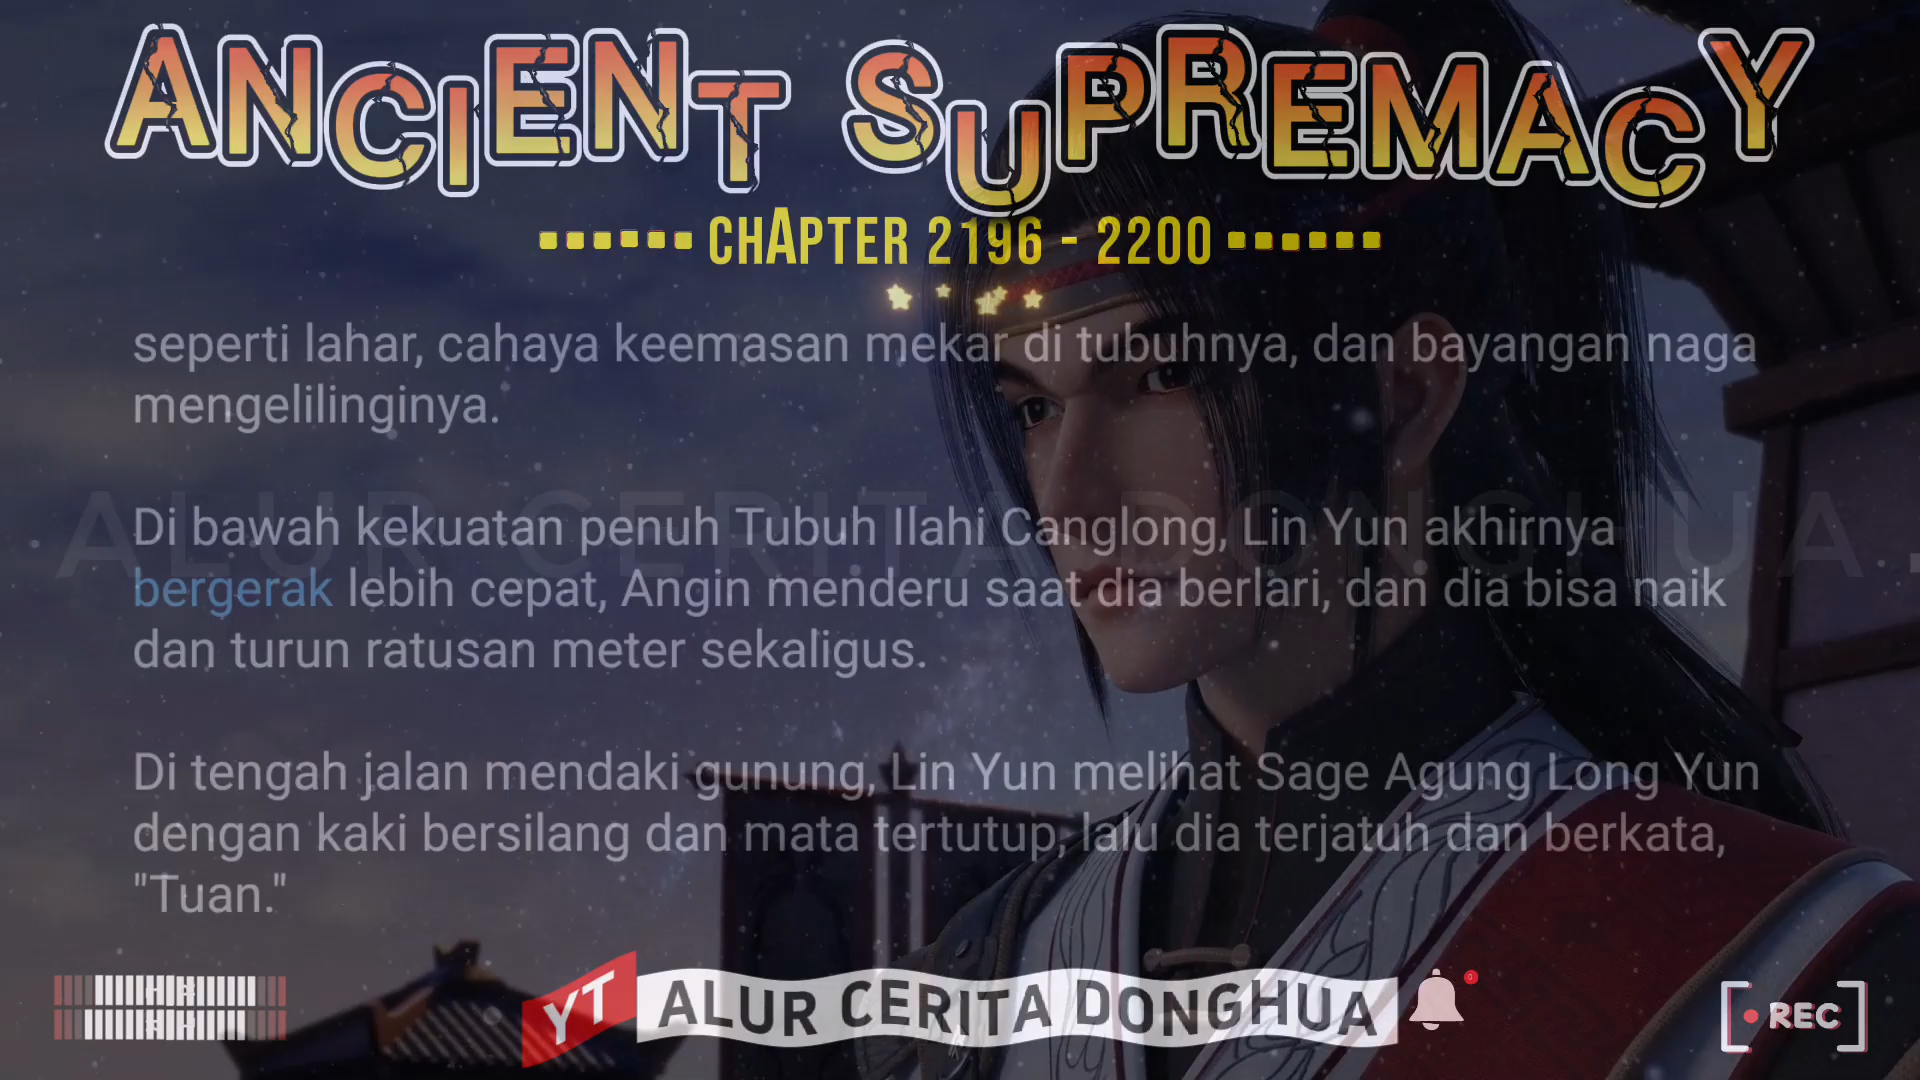 ANCIENT SUPREMACY
CHAPTER 2196 - 2200
seperti lahar, cahaya keemasan mekar di tubuhnya, dan bayangan naga
mengelilinginya.
ALUR CERITA DONGHUA
Di bawah kekuatan penuh Tubuh Ilahi Canglong, Lin Yun akhirnya
bergerak lebih cepat, Angin menderu saat dia berlari, dan dia bisa naik
dan turun ratusan meter sekaligus.
Di tengah jalan mendaki gunung, Lin Yun melihat Sage Agung Long Yun
dengan kaki bersilang dan mata tertutup, lalu dia terjatuh dan berkata,
"Tuan."
YT ALUR CERITA DONGHUA
REC